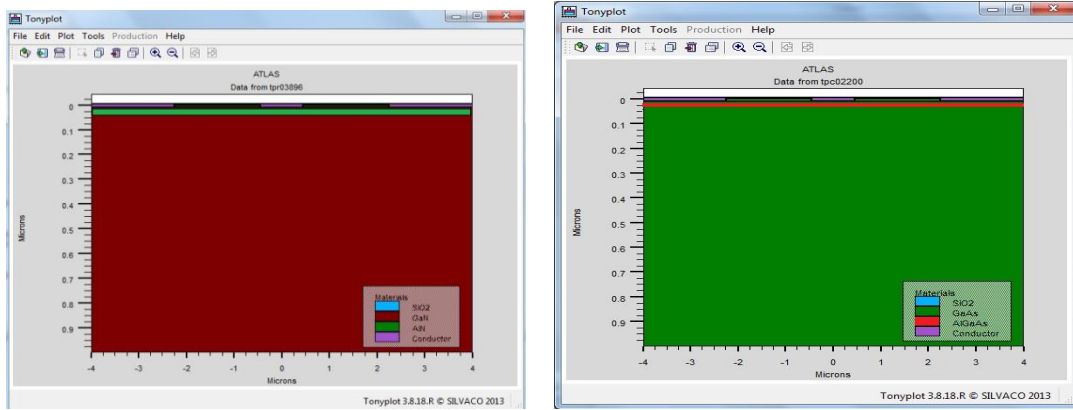 Tonyplot
File Edit Plot Tools Production Help
ATLAS
Data from tpr03896
Microns
0
0.1
0.2
0.3
0.4
0.5
0.6
0.7
0.8
0.9
Materials
SiO2
GaN
AlN
Conductor
-4 -3 -2 -1 0 1 2 3 4
Microns
Tonyplot 3.8.18.R © SILVACO 2013
Tonyplot
File Edit Plot Tools Production Help
ATLAS
Data from tpc02200
Microns
0
0.1
0.2
0.3
0.4
0.5
0.6
0.7
0.8
0.9
Materials
SiO2
GaAs
AlGaAs
Conductor
-4 -3 -2 -1 0 1 2 3 4
Microns
Tonyplot 3.8.18.R © SILVACO 2013